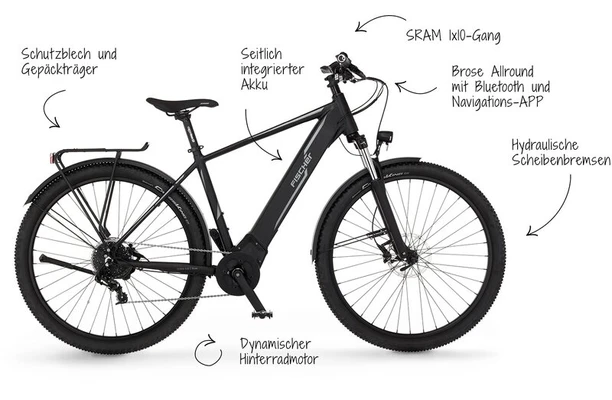 SRAM 1x10-Gang
Schutzblech und
Gepäckträger
Seitlich
integrierter
Akku
Brose Allround
mit Bluetooth und
Navigations-APP
Hydraulische
Scheibenbremsen
FISCHER
Dynamischer
Hinterradmotor